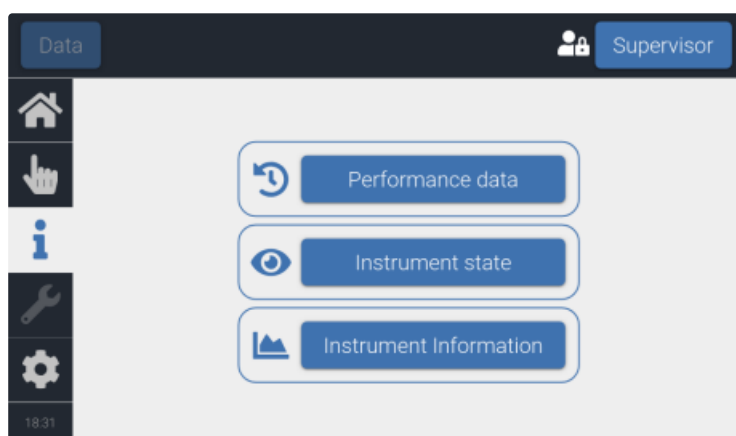 Data
Supervisor
Performance data
Instrument state
Instrument Information
18:31